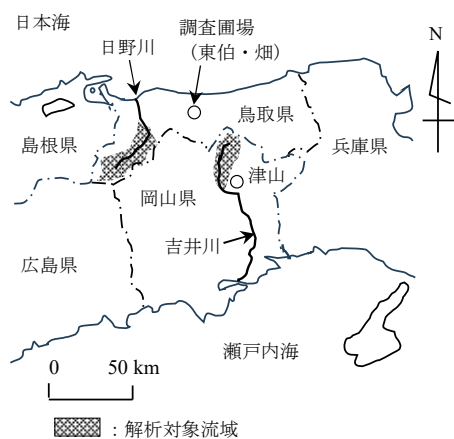 日本海
日野川
調査圃場
(東伯・畑)
N
鳥取県
島根県
兵庫県
津山
岡山県
吉井川
広島県
瀬戸内海
0 50 km
:解析対象流域